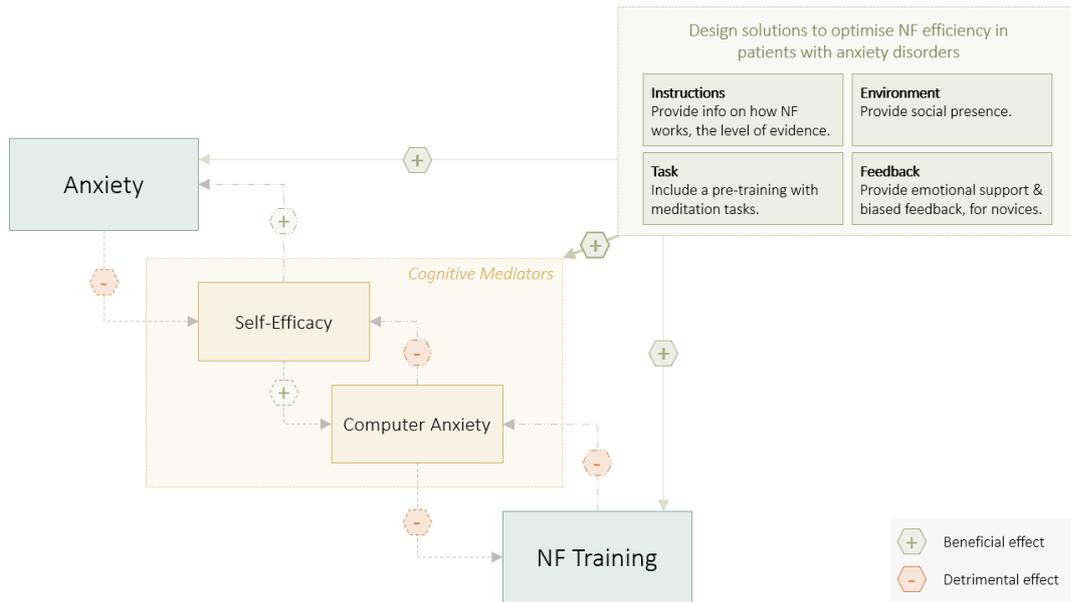 Design solutions to optimise NF efficiency in
patients with anxiety disorders
Instructions
Provide info on how NF
works, the level of evidence.
Environment
Provide social presence.
Task
Include a pre-training with
meditation tasks.
Feedback
Provide emotional support &
biased feedback, for novices.
Anxiety
+
+
+
-
Cognitive Mediators
Self-Efficacy
-
+
+
Computer Anxiety
-
-
NF Training
+ Beneficial effect
- Detrimental effect